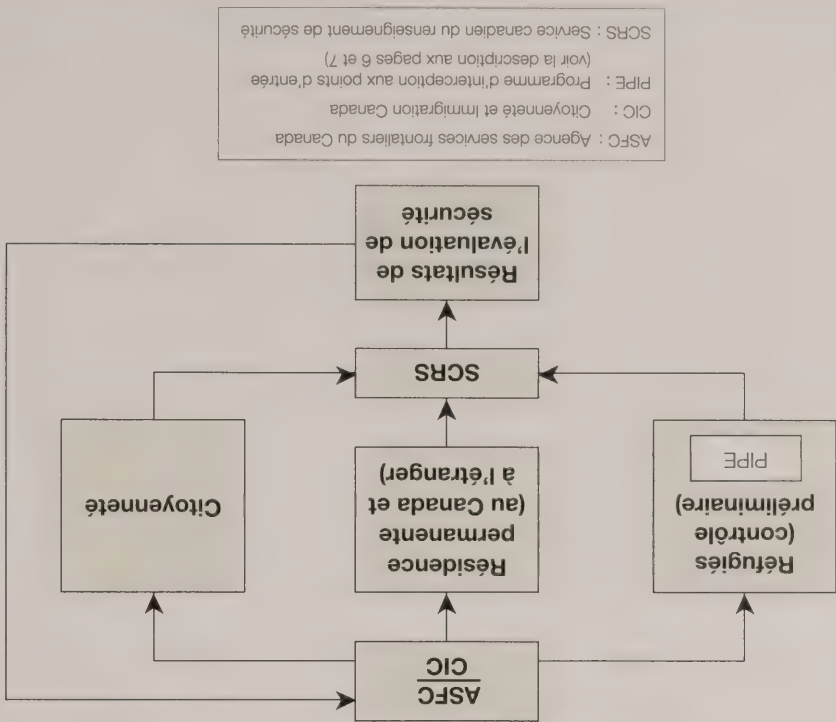 ASFC
CIC
Réfugiés
(contrôle
préliminaire)
PIPE
Résidence
permanente
(au Canada et
à l'étranger)
Citoyenneté
SCRS
Résultats de
l'évaluation de
sécurité
ASFC : Agence des services frontaliers du Canada
CIC : Citoyenneté et Immigration Canada
PIPE : Programme d'interception aux points d'entrée
(voir la description aux pages 6 et 7)
SCRS : Service canadien du renseignement de sécurité